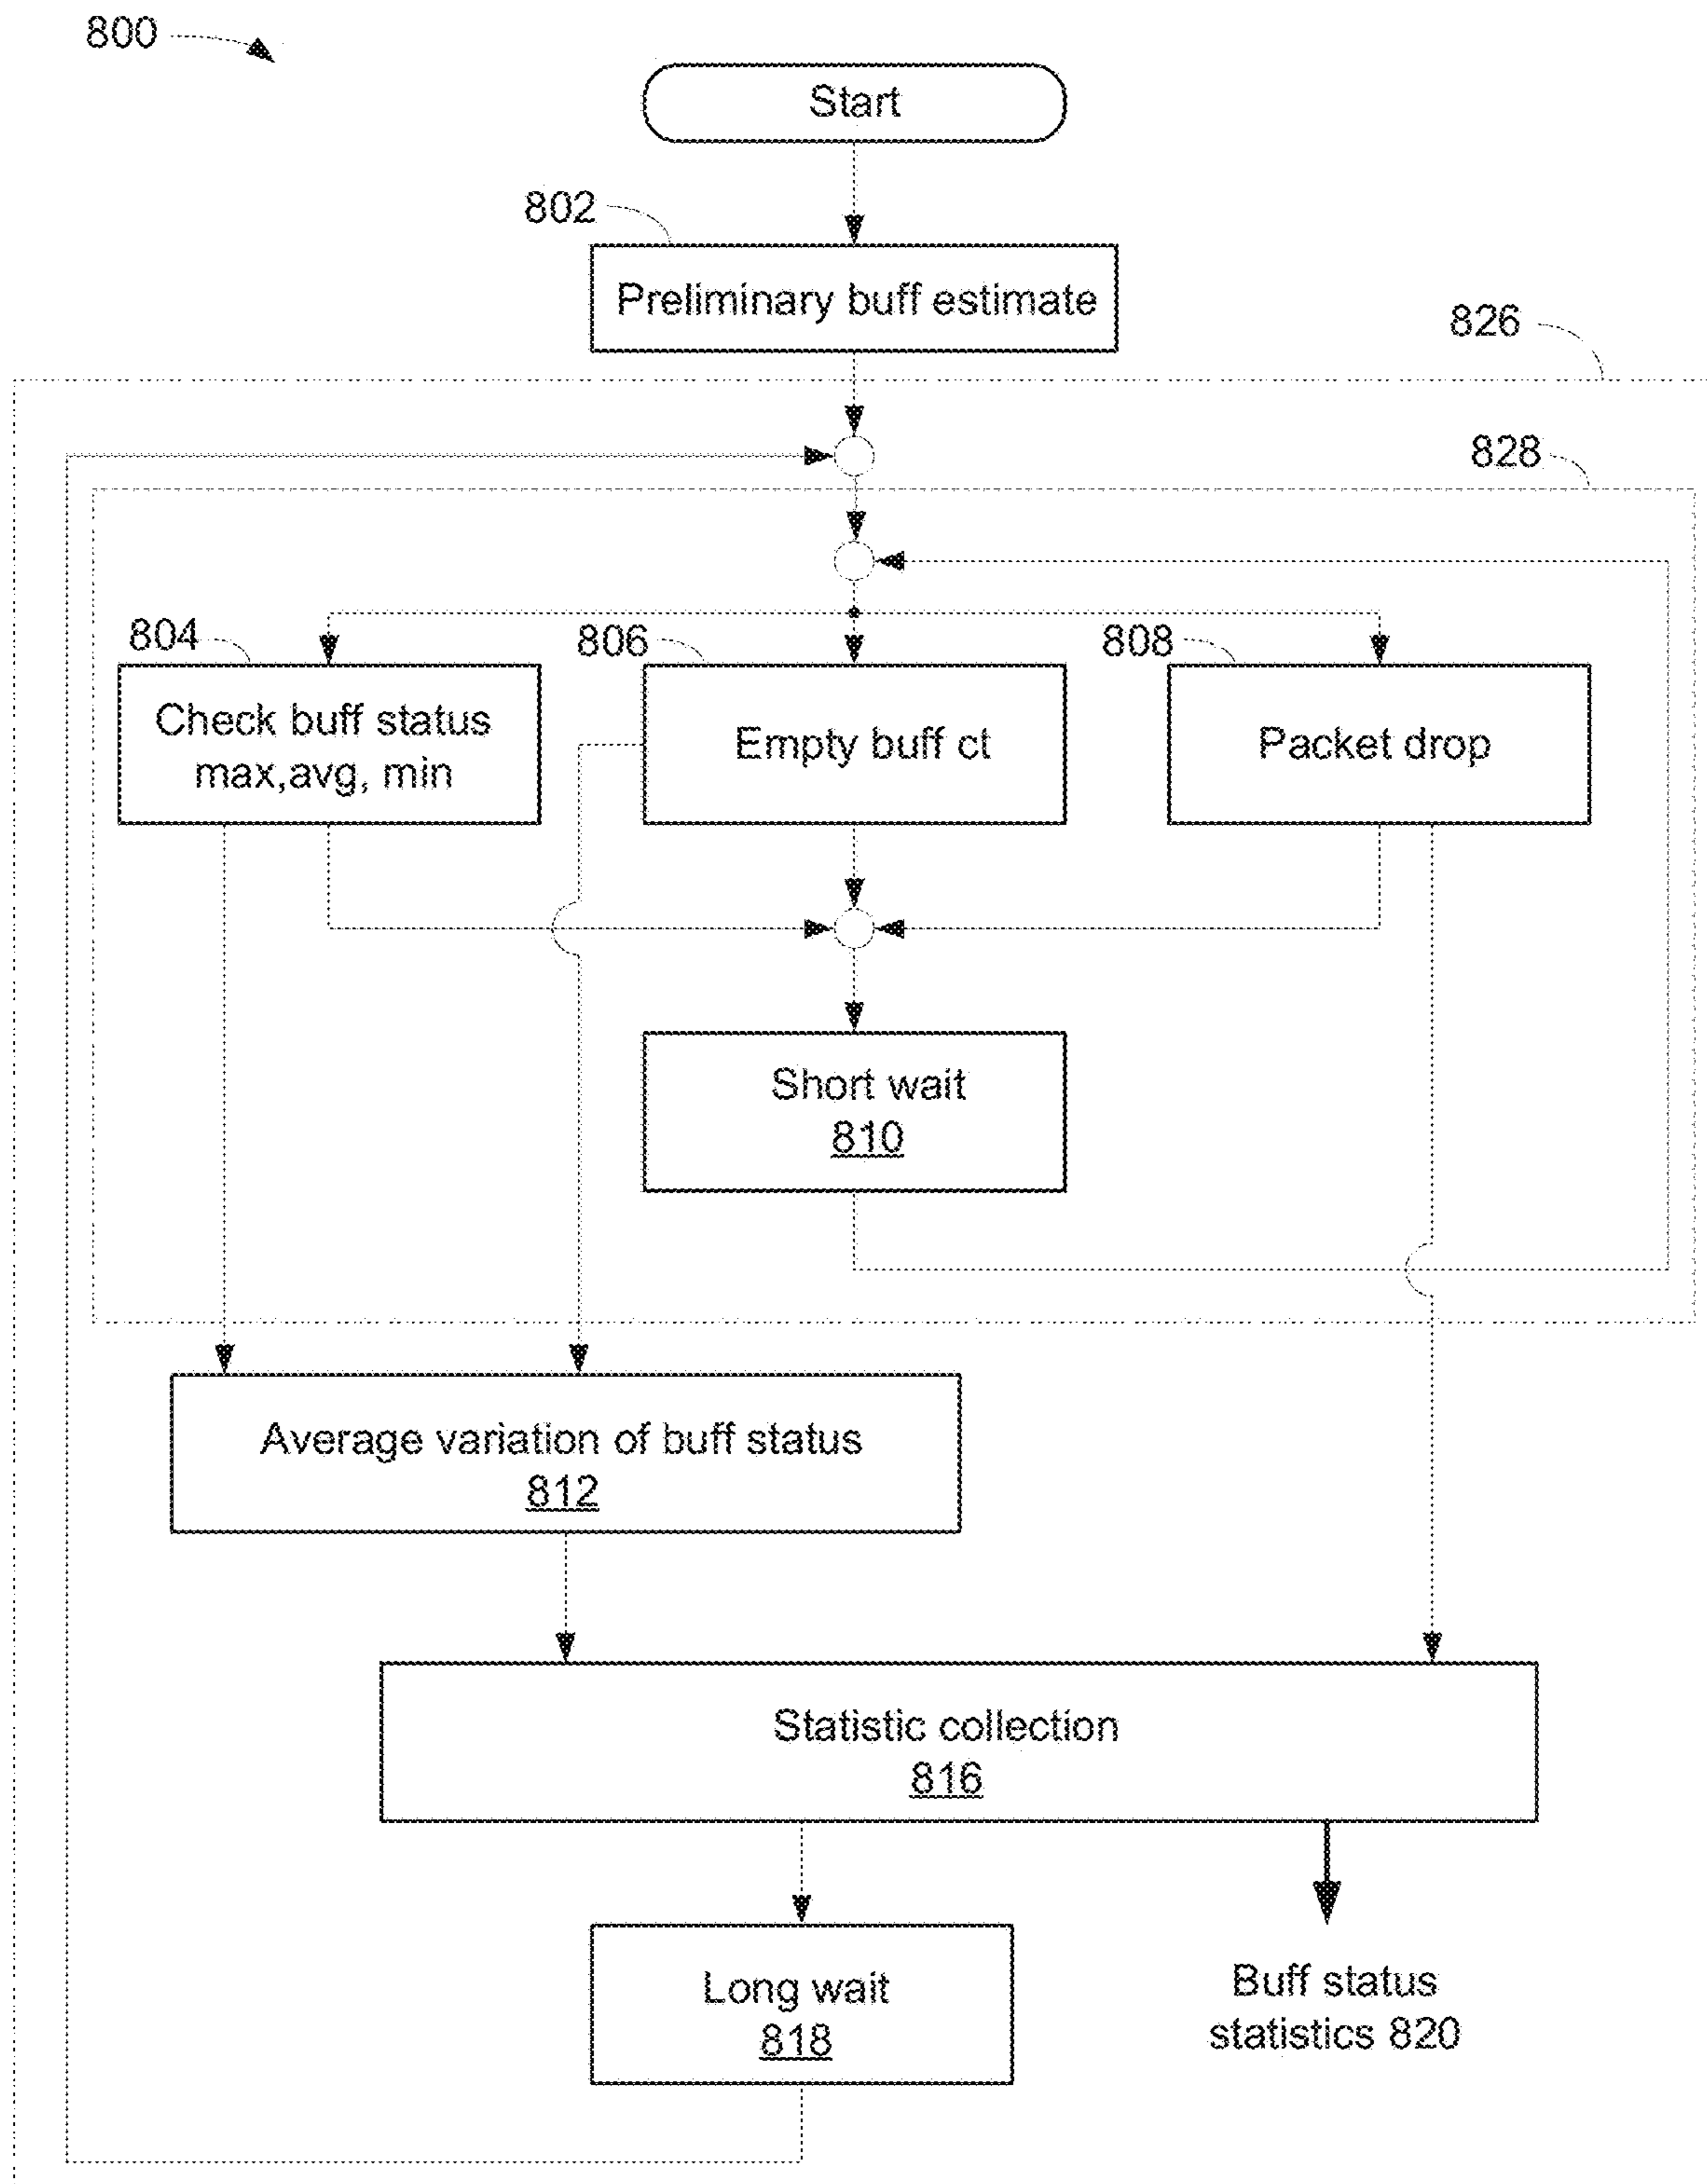 800
Start
802
Preliminary buff estimate
826
828
804
806
808
Check buff status
max,avg, min
Empty buff ct
Packet drop
Short wait
810
Average variation of buff status
812
Statistic collection
816
Long wait
818
Buff status
statistics 820